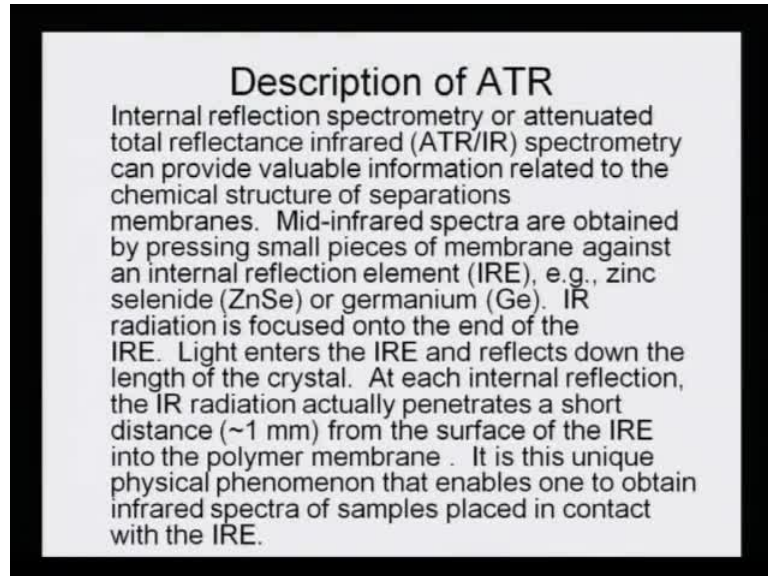 Description of ATR
Internal reflection spectrometry or attenuated
total reflectance infrared (ATR/IR) spectrometry
can provide valuable information related to the
chemical structure of separations
membranes.  Mid-infrared spectra are obtained
by pressing small pieces of membrane against
an internal reflection element (IRE), e.g., zinc
selenide (ZnSe) or germanium (Ge).  IR
radiation is focused onto the end of the
IRE.  Light enters the IRE and reflects down the
length of the crystal.  At each internal reflection,
the IR radiation actually penetrates a short
distance (~1 mm) from the surface of the IRE
into the polymer membrane .  It is this unique
physical phenomenon that enables one to obtain
infrared spectra of samples placed in contact
with the IRE.